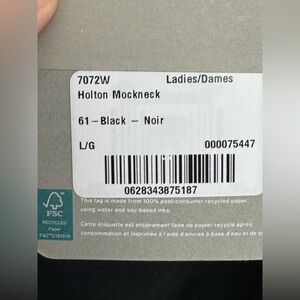 7072W Ladies/Dames
Holton Mockneck
61 – Black – Noir
L/G 000075447
0628343875187
FSC
RECYCLED
Paper
This tag is made from 100% post-consumer recycled paper,
using water and soy-based inks.
Cette étiquette est entièrement faite de papier recyclé après
consommation et imprimée à l'aide d'encres à base d'eau et de